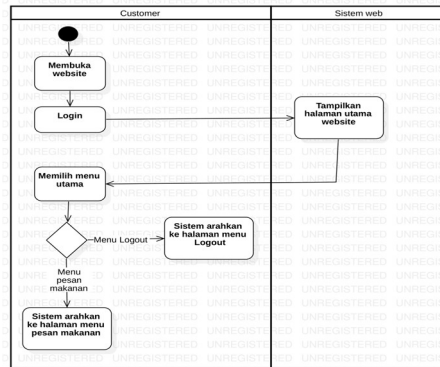 Customer
Sistem web
Membuka
website
Login
Tampilkan
halaman utama
website
Memilih menu
utama
Menu Logout
Sistem arahkan
ke halaman menu
Logout
Menu
pesan
makanan
Sistem arahkan
ke halaman menu
pesan makanan
UNREGISTERED